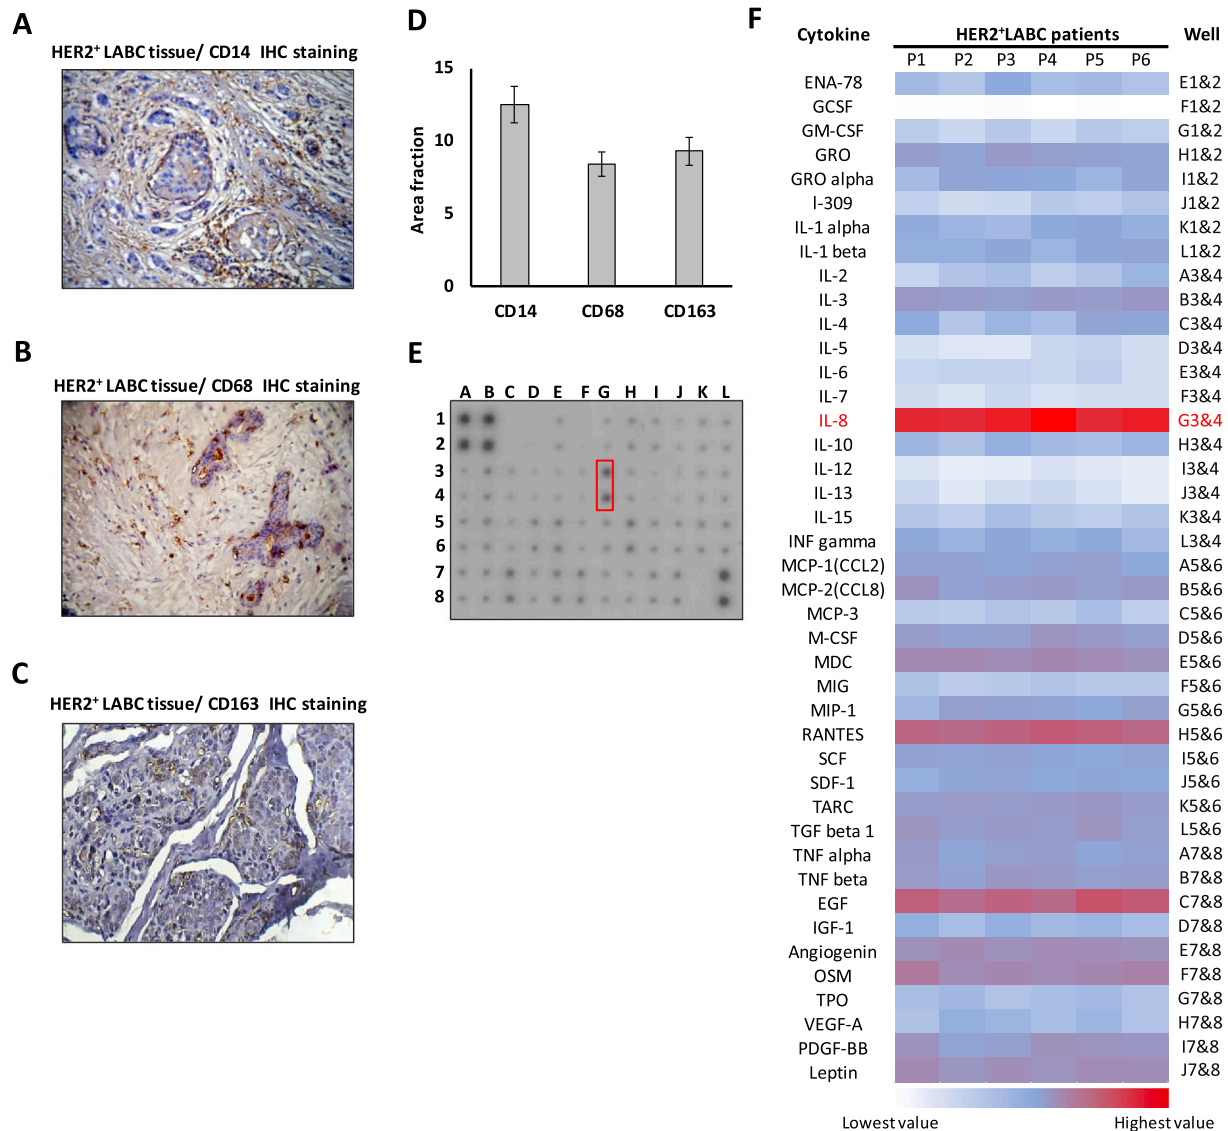 A
HER2+ LABC tissue/ CD14 IHC staining
B
HER2+ LABC tissue/ CD68 IHC staining
C
HER2+ LABC tissue/ CD163 IHC staining
D
Area fraction
15
10
5
0
CD14 CD68 CD163
E
A B C D E F G H I J K L
1
2
3
4
5
6
7
8
F
Cytokine HER2+LABC patients Well
P1 P2 P3 P4 P5 P6
ENA-78 E1&2
GCSF F1&2
GM-CSF G1&2
GRO H1&2
GRO alpha I1&2
I-309 J1&2
IL-1 alpha K1&2
IL-1 beta L1&2
IL-2 A3&4
IL-3 B3&4
IL-4 C3&4
IL-5 D3&4
IL-6 E3&4
IL-7 F3&4
IL-8 G3&4
IL-10 H3&4
IL-12 I3&4
IL-13 J3&4
IL-15 K3&4
INF gamma L3&4
MCP-1(CCL2) A5&6
MCP-2(CCL8) B5&6
MCP-3 C5&6
M-CSF D5&6
MDC E5&6
MIG F5&6
MIP-1 G5&6
RANTES H5&6
SCF I5&6
SDF-1 J5&6
TARC K5&6
TGF beta 1 L5&6
TNF alpha A7&8
TNF beta B7&8
EGF C7&8
IGF-1 D7&8
Angiogenin E7&8
OSM F7&8
TPO G7&8
VEGF-A H7&8
PDGF-BB I7&8
Leptin J7&8
Lowest value Highest value